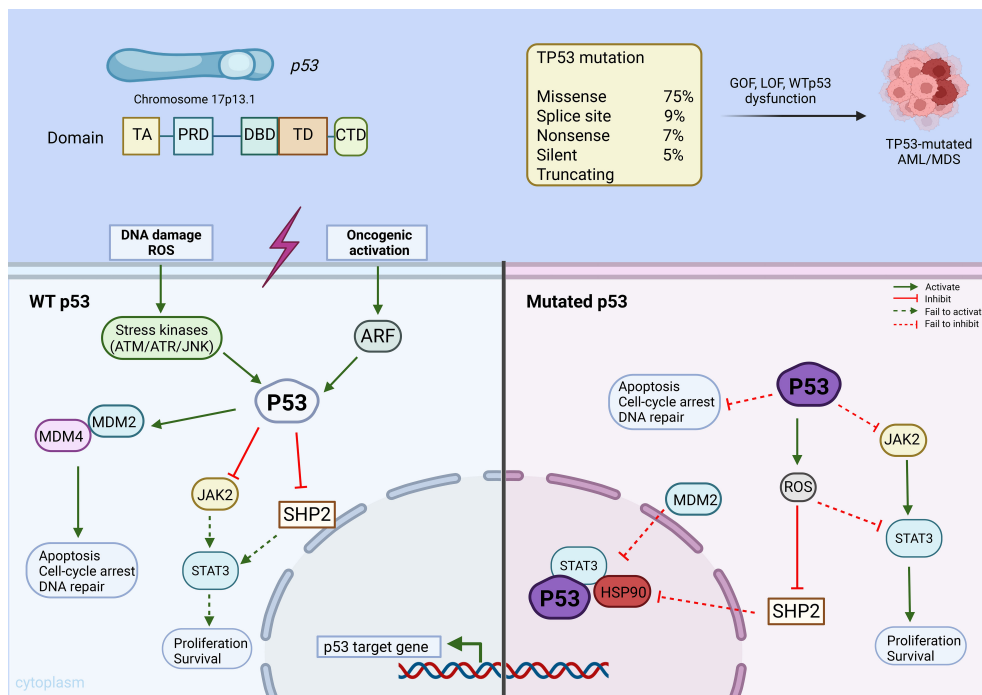 p53
Chromosome 17p13.1
Domain
TA
PRD
DBD
TD
CTD
TP53 mutation
Missense 75%
Splice site 9%
Nonsense 7%
Silent 5%
Truncating
GOF, LOF, WTp53
dysfunction
TP53-mutated
AML/MDS
DNA damage
ROS
Oncogenic
activation
WT p53
Stress kinases
(ATM/ATR/JNK)
ARF
P53
MDM2
MDM4
JAK2
SHP2
STAT3
Apoptosis
Cell-cycle arrest
DNA repair
Proliferation
Survival
p53 target gene
cytoplasm
Mutated p53
Activate
Inhibit
Fail to activat
Fail to inhibit
P53
Apoptosis
Cell-cycle arrest
DNA repair
JAK2
ROS
MDM2
STAT3
STAT3
HSP90
P53
SHP2
Proliferation
Survival